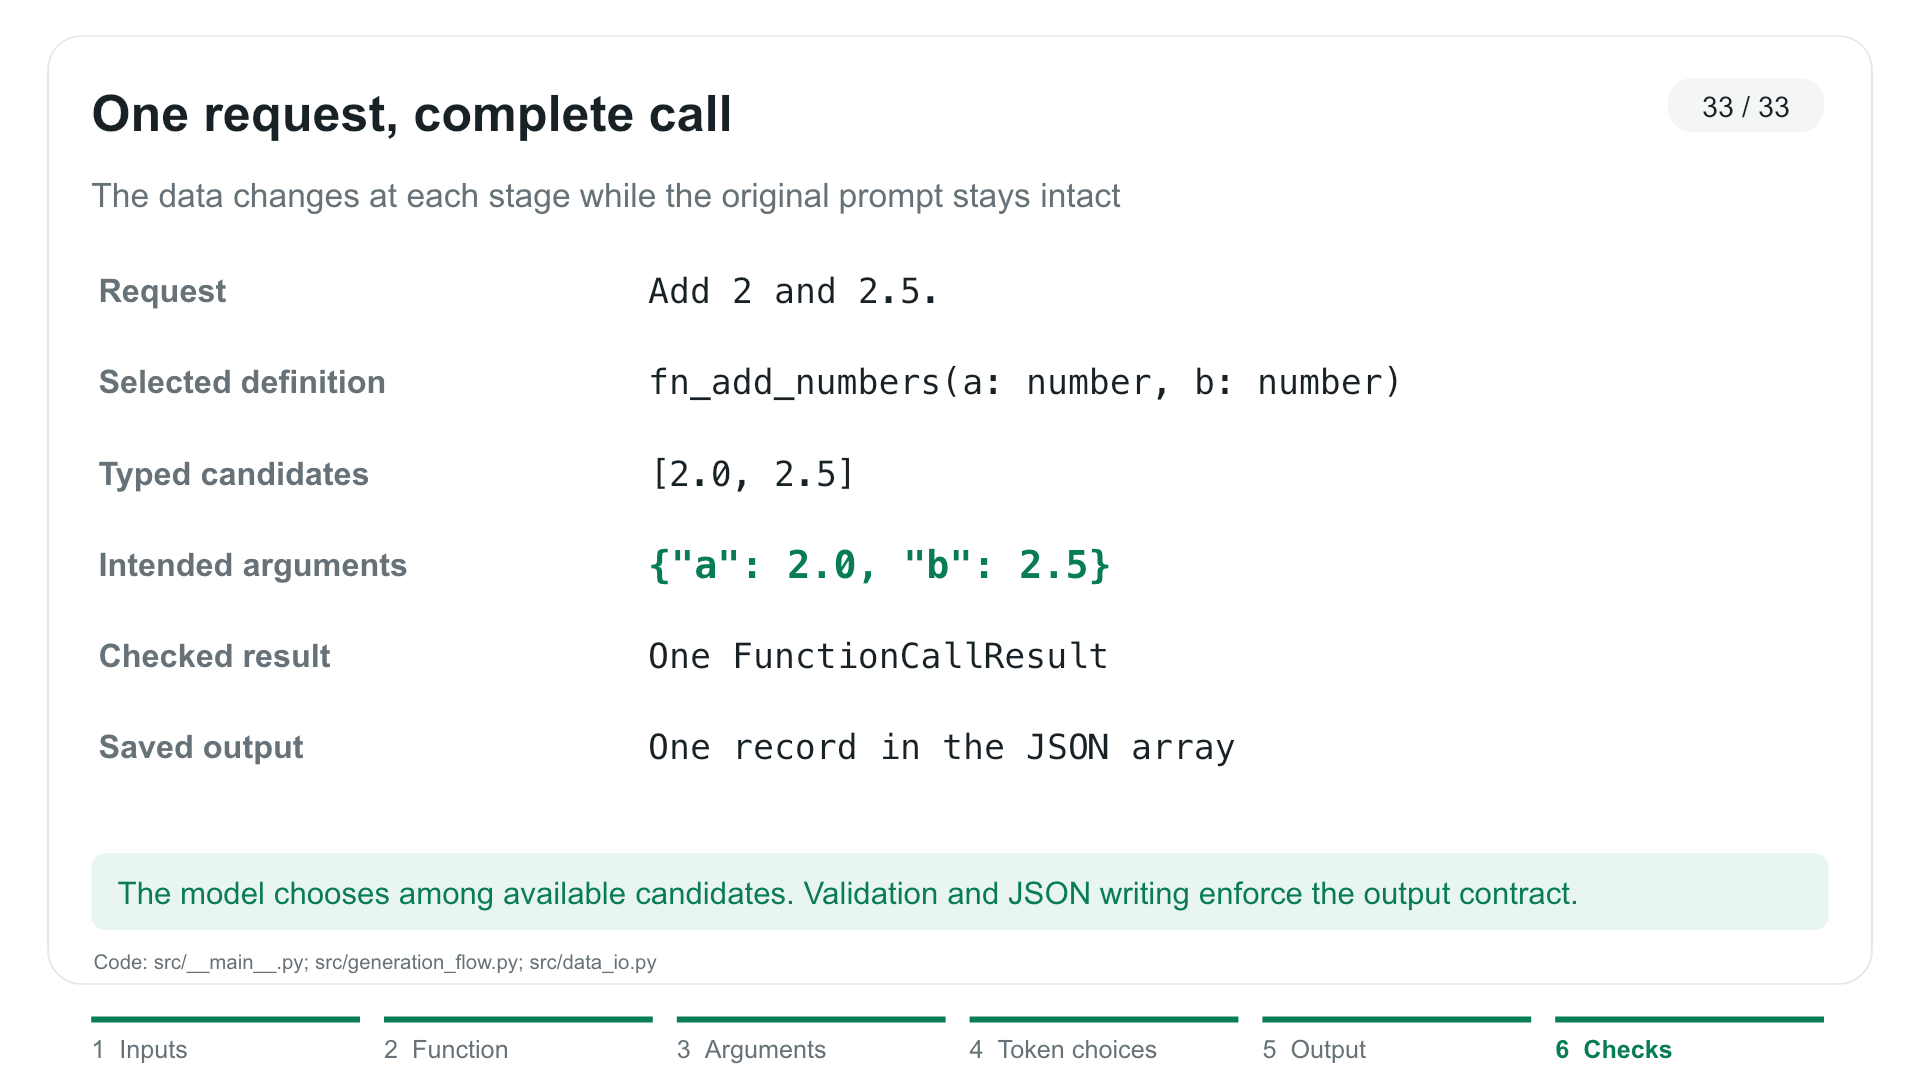 One request, complete call
33 / 33
The data changes at each stage while the original prompt stays intact
Request Add 2 and 2.5.
Selected definition fn_add_numbers(a: number, b: number)
Typed candidates [2.0, 2.5]
Intended arguments {"a": 2.0, "b": 2.5}
Checked result One FunctionCallResult
Saved output One record in the JSON array
The model chooses among available candidates. Validation and JSON writing enforce the output contract.
Code: src/__main__.py; src/generation_flow.py; src/data_io.py
1 Inputs 2 Function 3 Arguments 4 Token choices 5 Output 6 Checks